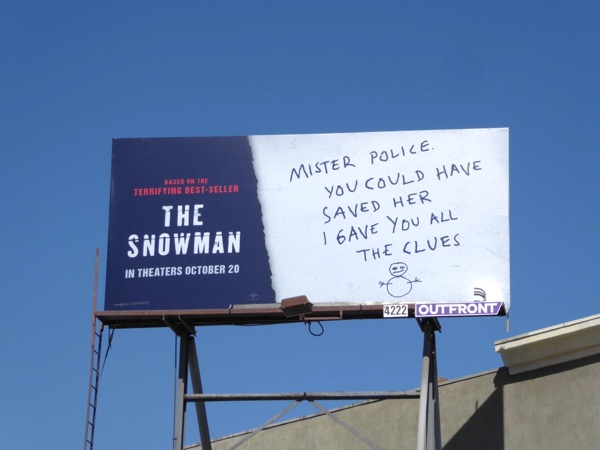 BASED ON THE
TERRIFYING BEST-SELLER
THE
SNOWMAN
IN THEATERS OCTOBER 20
MISTER POLICE.
YOU COULD HAVE
SAVED HER
I GAVE YOU ALL
THE CLUES
4222
OUTFRONT/